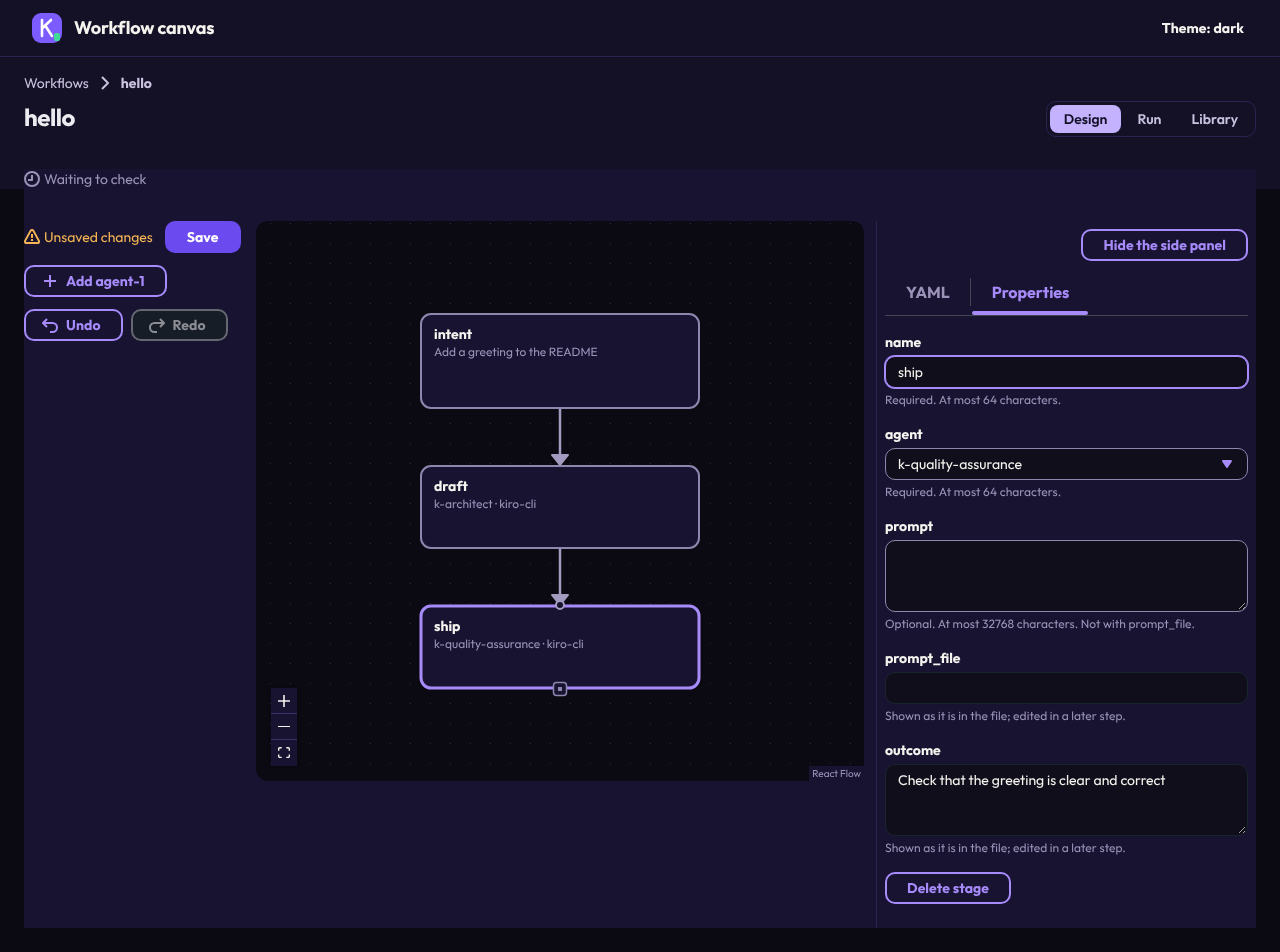 Workflow canvas
Theme: dark
Workflows > hello
hello
Design
Run
Library
Waiting to check
Unsaved changes
Save
Add agent-1
Undo
Redo
intent
Add a greeting to the README
draft
k-architect · kiro-cli
ship
k-quality-assurance · kiro-cli
React Flow
Hide the side panel
YAML
Properties
name
ship
Required. At most 64 characters.
agent
k-quality-assurance
Required. At most 64 characters.
prompt
Optional. At most 32768 characters. Not with prompt_file.
prompt_file
Shown as it is in the file; edited in a later step.
outcome
Check that the greeting is clear and correct
Shown as it is in the file; edited in a later step.
Delete stage